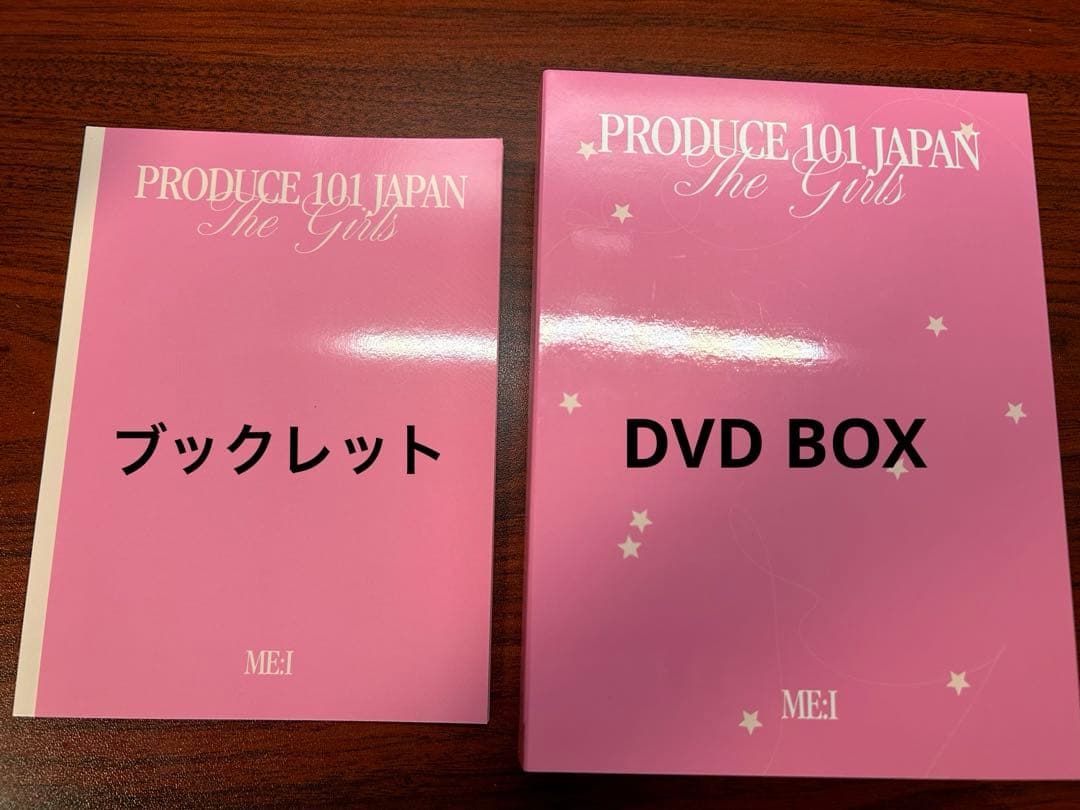 PRODUCE 101 JAPAN
The Girls
ブックレット
ME:I
PRODUCE 101 JAPAN
The Girls
DVD BOX
ME:I